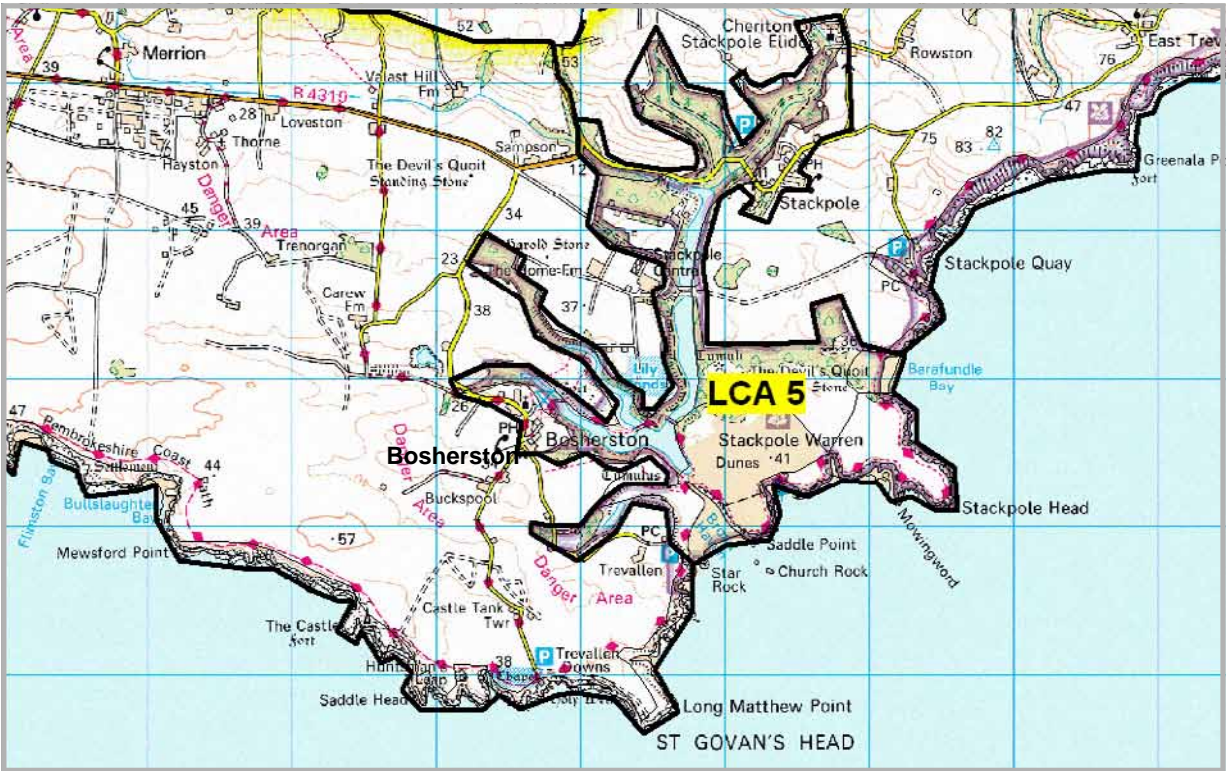 52
Cheriton
Stackpole Elidor
Rowston
East Trev
76
Merrion
Area
39
53
Valast Hill
Fm
B 4319
47
28
Loveston
Thorne
Hayston
Sampson
75
82
83
Greenala P
Fort
The Devil's Quoit
Standing Stone
12
PH
Stackpole
Danger
Area
45
39
34
Trenorgan
Harold Stone
23
The Home Fm
Stackpole
Stackpole Quay
PC
Carew
Fm
38
37
36
Tumuli
Lily
The Devil's Quoit
Stone
Barafundle
Bay
LCA 5
26
PH
Bosherston
Bosherston
Stackpole Warren
Dunes
41
47
Pembrokeshire Coast
Path
Settlement
44
Flimston Bay
Bullslaughter
Bay
Danger
Area
Tumulus
Buckspool
Stackpole Head
Mowingword
57
Mewsford Point
PC
Saddle Point
Church Rock
Star
Rock
Trevallen
Danger Area
Castle Tank
Twr
The Castle
Fort
P
Trevallen
Downs
38
Huntsman's
Leap
Chapel
Saddle Head
Holy Well
Long Matthew Point
ST GOVAN'S HEAD